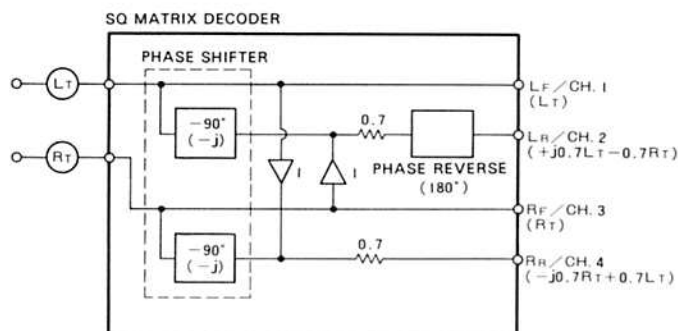 SQ MATRIX DECODER
PHASE SHIFTER
LT
LF/CH. 1
(LT)
-90°
(-j)
0.7
LR/CH. 2
(+j0.7LT-0.7RT)
PHASE REVERSE
(180°)
RT
1
1
RF/CH. 3
(RT)
-90°
(-j)
0.7
RR/CH. 4
(-j0.7RT+0.7LT)